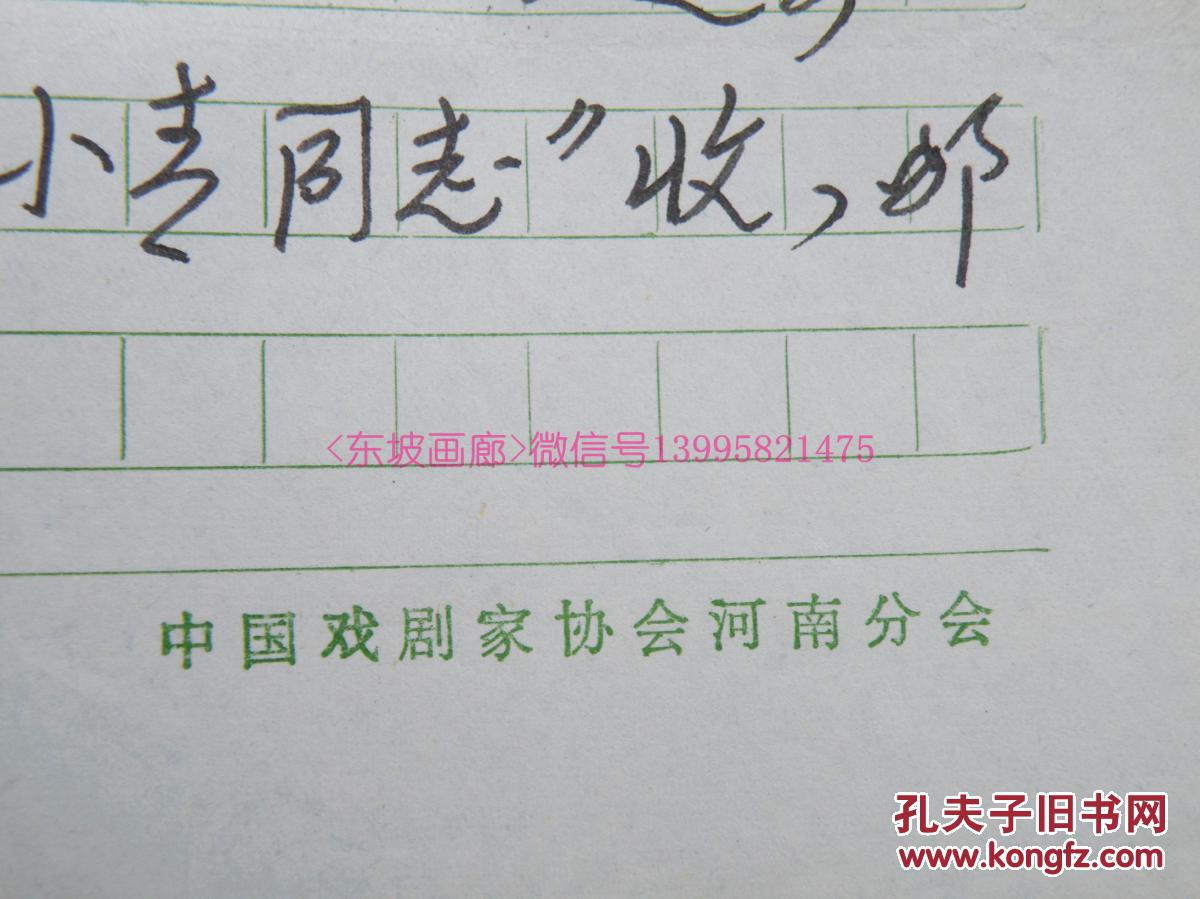 同志”收，邮
<东坡画廊>微信号13995821475
中国戏剧家协会河南分会
孔夫子旧书网
www.kongfz.com